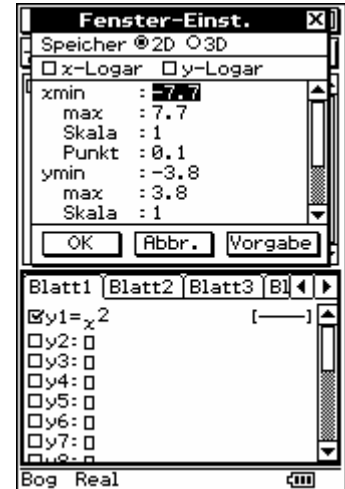 Fenster-Einst.
Speicher 2D 3D
x-Logar y-Logar
xmin :-7.7
max :7.7
Skala :1
Punkt :0.1
ymin :-3.8
max :3.8
Skala :1
OK Abbr. Vorgabe
Blatt1 Blatt2 Blatt3 Bl
y1=x² [—]
y2:
y3:
y4:
y5:
y6:
y7:
y8:
Bog Real